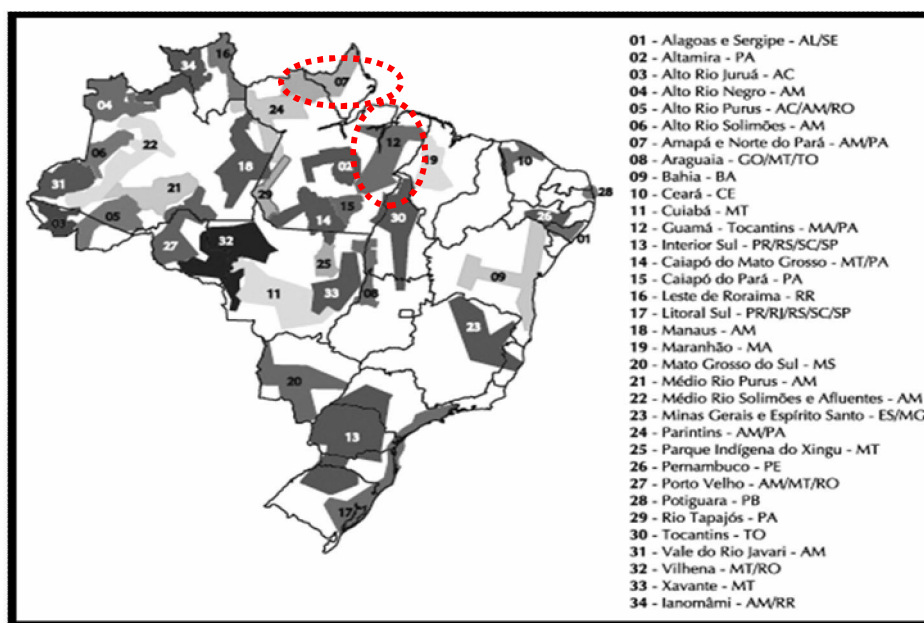 01 - Alagoas e Sergipe - AL/SE
02 - Altamira - PA
03 - Alto Rio Juruá - AC
04 - Alto Rio Negro - AM
05 - Alto Rio Purus - AC/AM/RO
06 - Alto Rio Solimões - AM
07 - Amapá e Norte do Pará - AM/PA
08 - Araguaia - GO/MT/TO
09 - Bahia - BA
10 - Ceará - CE
11 - Cuiabá - MT
12 - Guamá - Tocantins - MA/PA
13 - Interior Sul - PR/RS/SC/SP
14 - Caiapó do Mato Grosso - MT/PA
15 - Caiapó do Pará - PA
16 - Leste de Roraima - RR
17 - Litoral Sul - PR/RJ/RS/SC/SP
18 - Manaus - AM
19 - Maranhão - MA
20 - Mato Grosso do Sul - MS
21 - Médio Rio Purus - AM
22 - Médio Rio Solimões e Afluentes - AM
23 - Minas Gerais e Espírito Santo - ES/MG
24 - Parintins - AM/PA
25 - Parque Indígena do Xingu - MT
26 - Pernambuco - PE
27 - Porto Velho - AM/MT/RO
28 - Potiguara - PB
29 - Rio Tapajós - PA
30 - Tocantins - TO
31 - Vale do Rio Javari - AM
32 - Vilhena - MT/RO
33 - Xavante - MT
34 - Ianomâmi - AM/RR
34
16
07
04
24
12
06
22
19
10
18
02
31
21
29
28
03
05
14
15
30
26
01
27
32
25
09
11
33
08
23
20
13
17